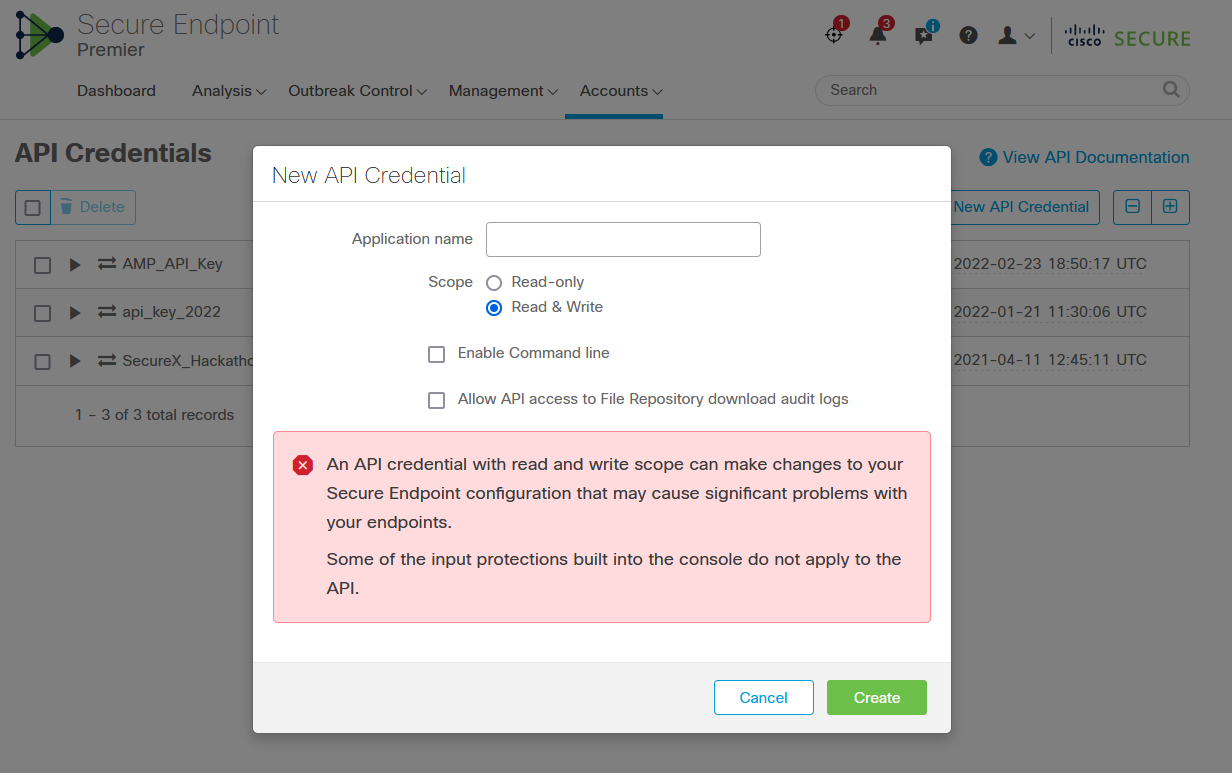 Secure Endpoint
Premier
1
3
i
?
CISCO SECURE
Dashboard Analysis Outbreak Control Management Accounts
Search
API Credentials
? View API Documentation
Delete
New API Credential
AMP_API_Key
2022-02-23 18:50:17 UTC
api_key_2022
2022-01-21 11:30:06 UTC
SecureX_Hackatho
2021-04-11 12:45:11 UTC
1 - 3 of 3 total records
New API Credential
Application name
Scope
Read-only
Read & Write
Enable Command line
Allow API access to File Repository download audit logs
An API credential with read and write scope can make changes to your
Secure Endpoint configuration that may cause significant problems with
your endpoints.
Some of the input protections built into the console do not apply to the
API.
Cancel
Create